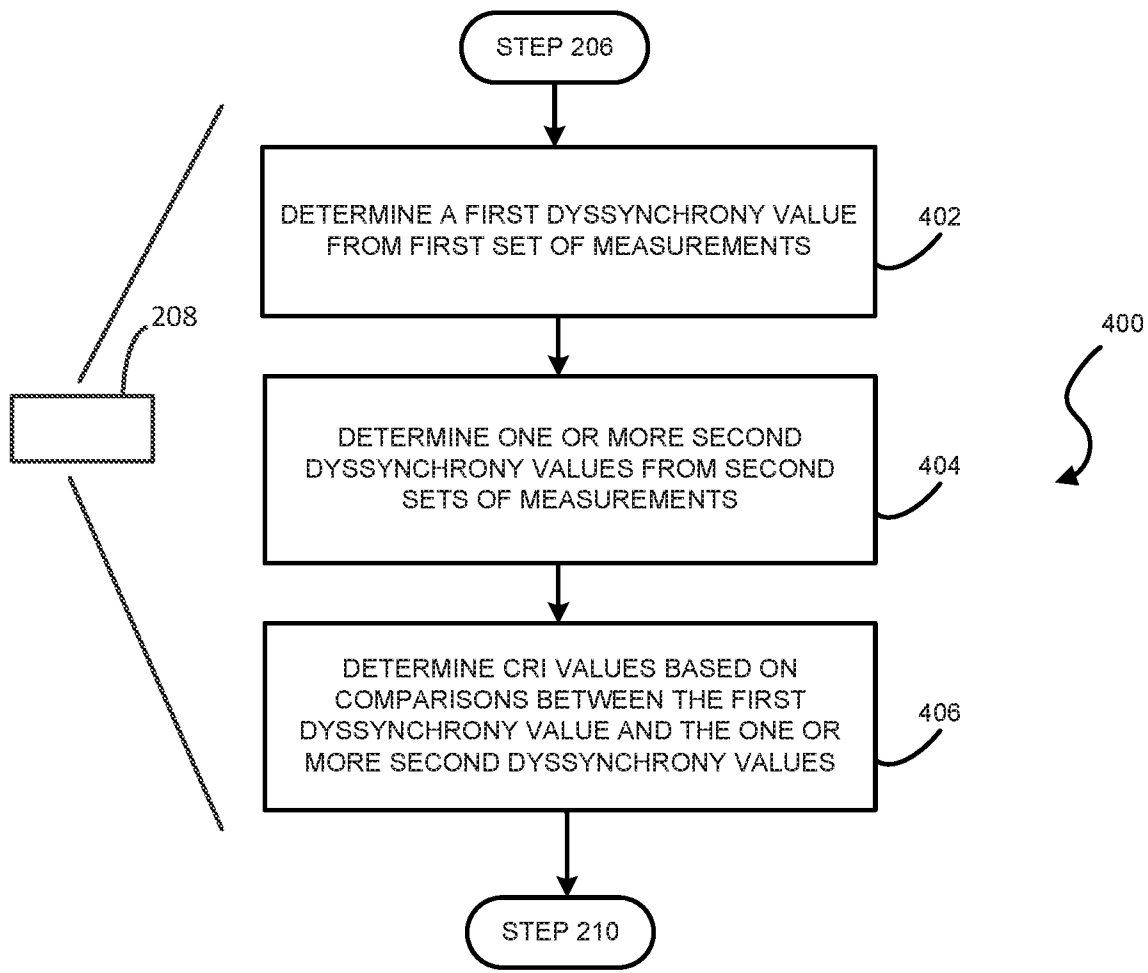 STEP 206
DETERMINE A FIRST DYSSYNCHRONY VALUE
FROM FIRST SET OF MEASUREMENTS
402
208
400
DETERMINE ONE OR MORE SECOND
DYSSYNCHRONY VALUES FROM SECOND
SETS OF MEASUREMENTS
404
DETERMINE CRI VALUES BASED ON
COMPARISONS BETWEEN THE FIRST
DYSSYNCHRONY VALUE AND THE ONE OR
MORE SECOND DYSSYNCHRONY VALUES
406
STEP 210